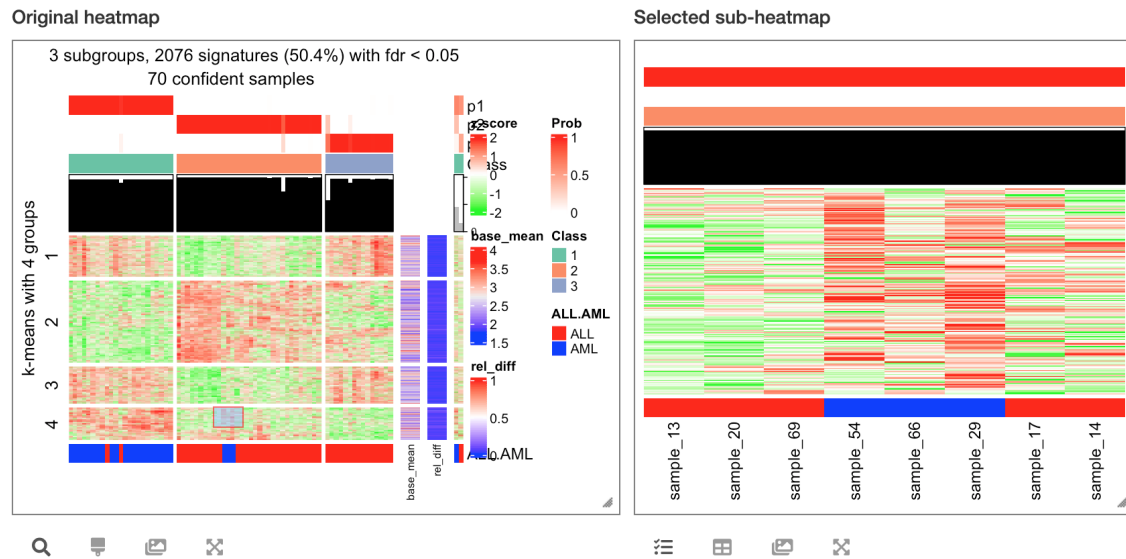 Original heatmap
Selected sub-heatmap
3 subgroups, 2076 signatures (50.4%) with fdr < 0.05
70 confident samples
p1
p2
z-score
2
1
0
-1
-2
Prob
1
0.5
0
Class
base_mean
4
3.5
3
2.5
2
1.5
Class
1
2
3
ALL.AML
ALL
AML
rel_diff
1
0.5
0
k-means with 4 groups
1
2
3
4
ALL.AML
base_mean
rel_diff
sample_13
sample_20
sample_69
sample_54
sample_66
sample_29
sample_17
sample_14